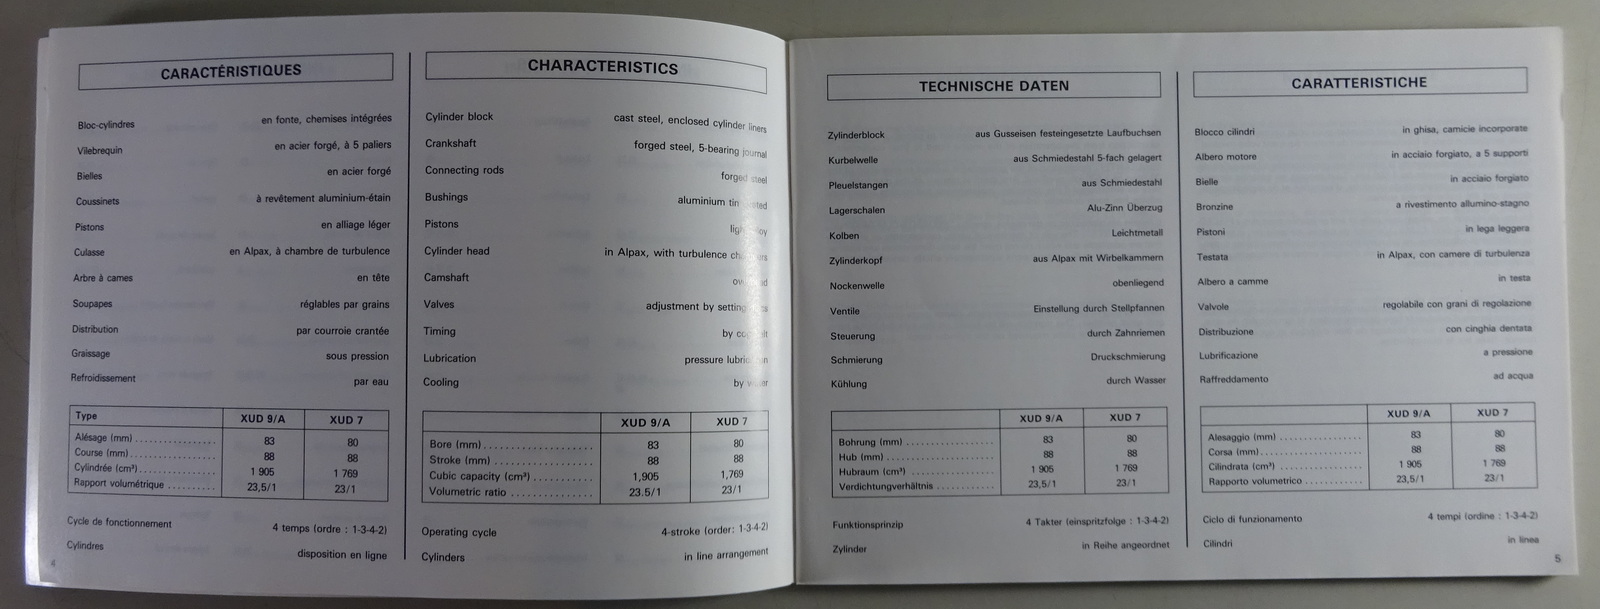 CARACTÉRISTIQUES
Bloc-cylindres en fonte, chemises intégrées
Vilebrequin en acier forgé, à 5 paliers
Bielles en acier forgé
Coussinets à revêtement aluminium-étain
Pistons en alliage léger
Culasse en Alpax, à chambre de turbulence
Arbre à cames en tête
Soupapes réglables par grains
Distribution par courroie crantée
Graissage sous pression
Refroidissement par eau
Type XUD 9/A XUD 7
Alésage (mm) 83 80
Course (mm) 88 88
Cylindrée (cm³) 1 905 1 769
Rapport volumétrique 23,5/1 23/1
Cycle de fonctionnement 4 temps (ordre : 1-3-4-2)
Cylindres disposition en ligne
4
CHARACTERISTICS
Cylinder block cast steel, enclosed cylinder liners
Crankshaft forged steel, 5-bearing journal
Connecting rods forged steel
Bushings aluminium tin
Pistons
Cylinder head in Alpax, with turbulence
Camshaft
Valves adjustment by setting
Timing by
Lubrication pressure
Cooling by water
XUD 9/A XUD 7
Bore (mm) 83 80
Stroke (mm) 88 88
Cubic capacity (cm³) 1,905 1,769
Volumetric ratio 23.5/1 23/1
Operating cycle 4-stroke (order: 1-3-4-2)
Cylinders in line arrangement
TECHNISCHE DATEN
Zylinderblock aus Gusseisen festeingesetzte Laufbuchsen
Kurbelwelle aus Schmiedestahl 5-fach gelagert
Pleuelstangen aus Schmiedestahl
Lagerschalen Alu-Zinn Überzug
Kolben Leichtmetall
Zylinderkopf aus Alpax mit Wirbelkammern
Nockenwelle obenliegend
Ventile Einstellung durch Stellpfannen
Steuerung durch Zahnriemen
Schmierung Druckschmierung
Kühlung durch Wasser
XUD 9/A XUD 7
Bohrung (mm) 83 80
Hub (mm) 88 88
Hubraum (cm³) 1 905 1 769
Verdichtungverhältnis 23,5/1 23/1
Funktionsprinzip 4 Takter (einspritzfolge : 1-3-4-2)
Zylinder in Reihe angeordnet
CARATTERISTICHE
Blocco cilindri in ghisa, camicie incorporate
Albero motore in acciaio forgiato, a 5 supporti
Bielle in acciaio forgiato
Bronzine a rivestimento allumino-stagno
Pistoni in lega leggera
Testata in Alpax, con camere di turbulenza
Albero a camme in testa
Valvole regolabile con grani di regolazione
Distribuzione con cinghia dentata
Lubrificazione a pressione
Raffreddamento ad acqua
XUD 9/A XUD 7
Alesaggio (mm) 83 80
Corsa (mm) 88 88
Cilindrata (cm³) 1 905 1 769
Rapporto volumetrico 23,5/1 23/1
Ciclo di funzionamento 4 tempi (ordine : 1-3-4-2)
Cilindri in linea
5